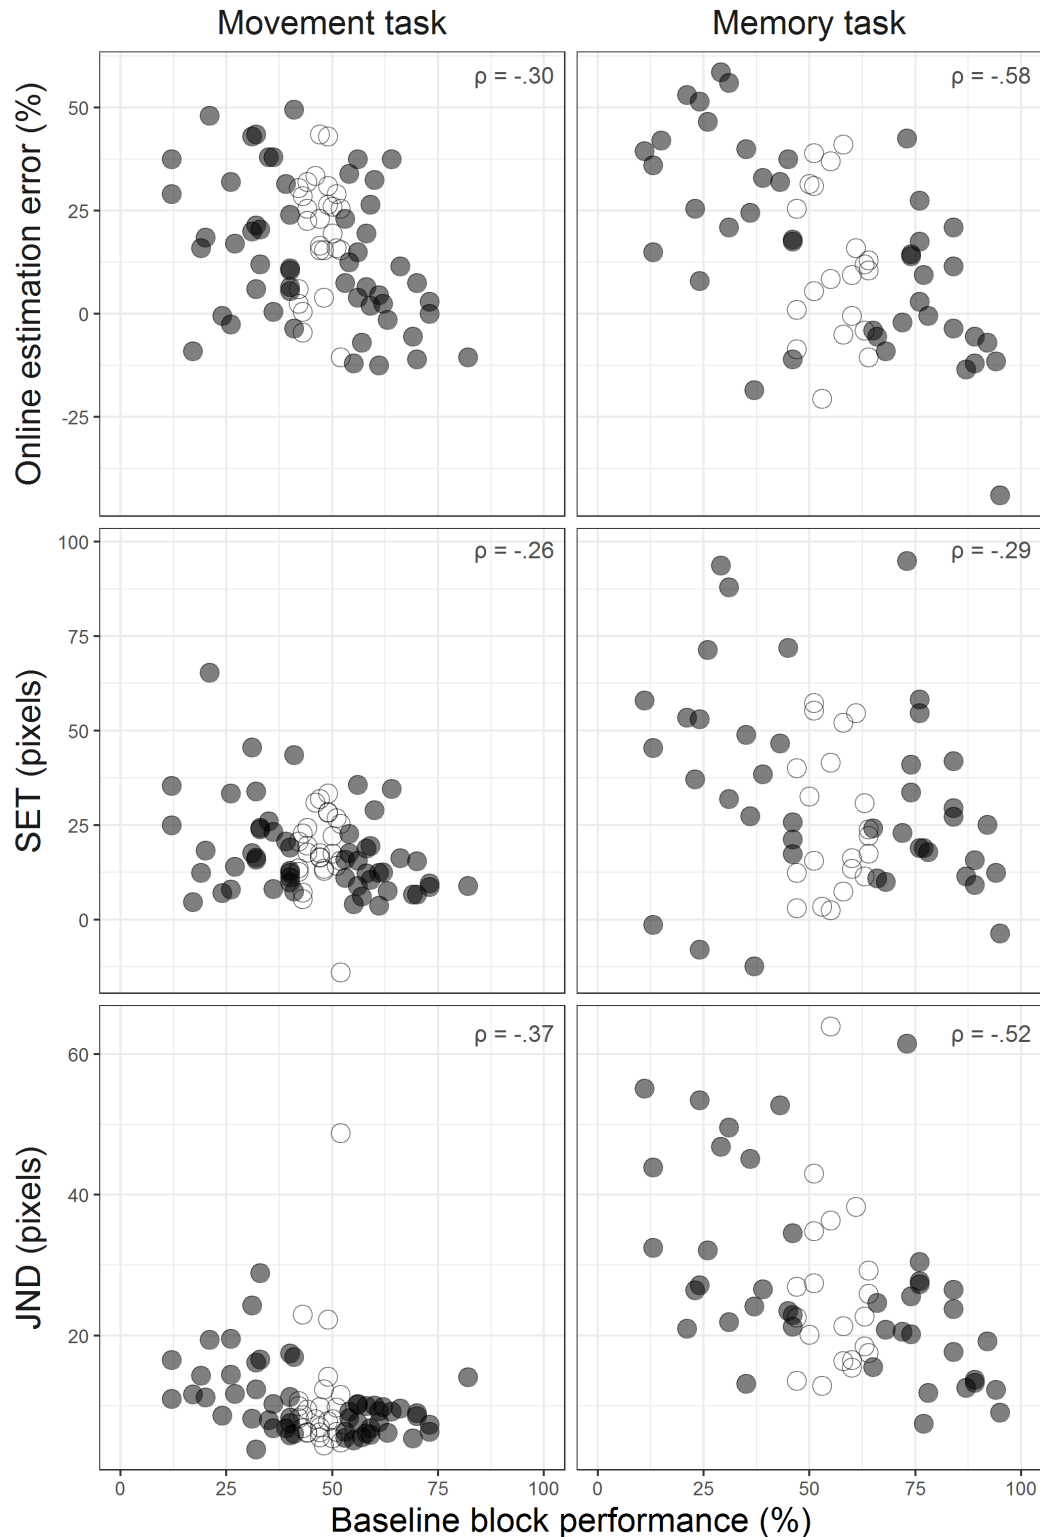 Movement task
Memory task
Online estimation error (%)
50
25
0
-25
ρ = -.30
ρ = -.58
SET (pixels)
100
75
50
25
0
ρ = -.26
ρ = -.29
JND (pixels)
60
40
20
ρ = -.37
ρ = -.52
0 25 50 75 100
0 25 50 75 100
Baseline block performance (%)